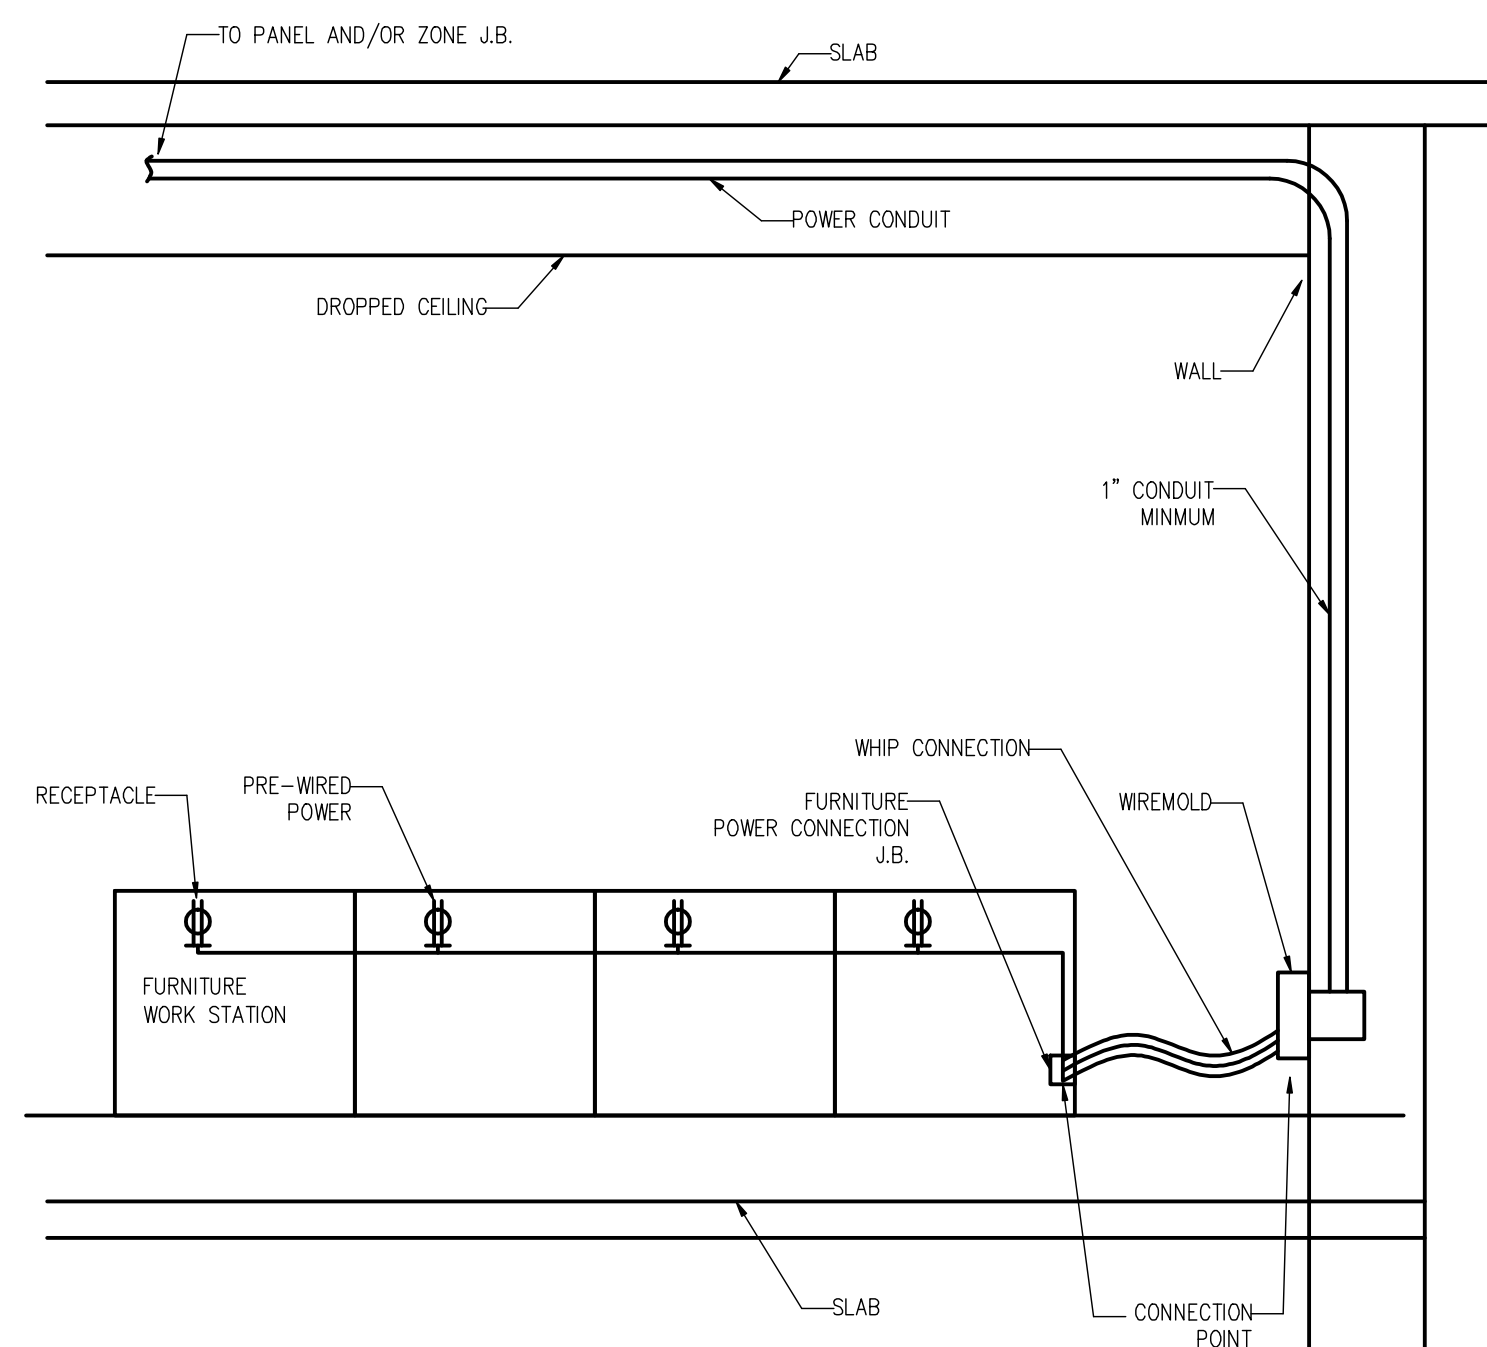 TO PANEL AND/OR ZONE J.B.
SLAB
POWER CONDUIT
DROPPED CEILING
WALL
1" CONDUIT
MINMUM
WHIP CONNECTION
RECEPTACLE
PRE-WIRED
POWER
FURNITURE
POWER CONNECTION
J.B.
WIREMOLD
FURNITURE
WORK STATION
SLAB
CONNECTION
POINT